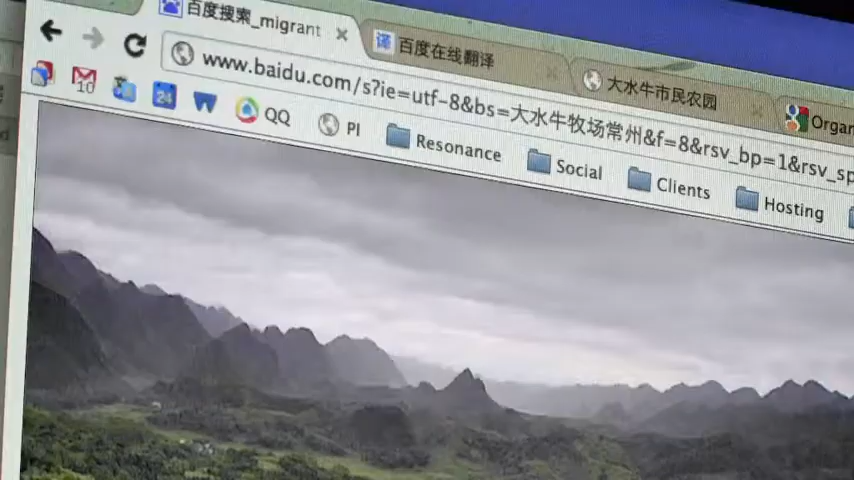 百度搜索_migrant
百度在线翻译
大水牛市民农园
Organ
www.baidu.com/s?ie=utf-8&bs=大水牛牧场常州&f=8&rsv_bp=1&rsv_sp
10
24
QQ
PI
Resonance
Social
Clients
Hosting
译